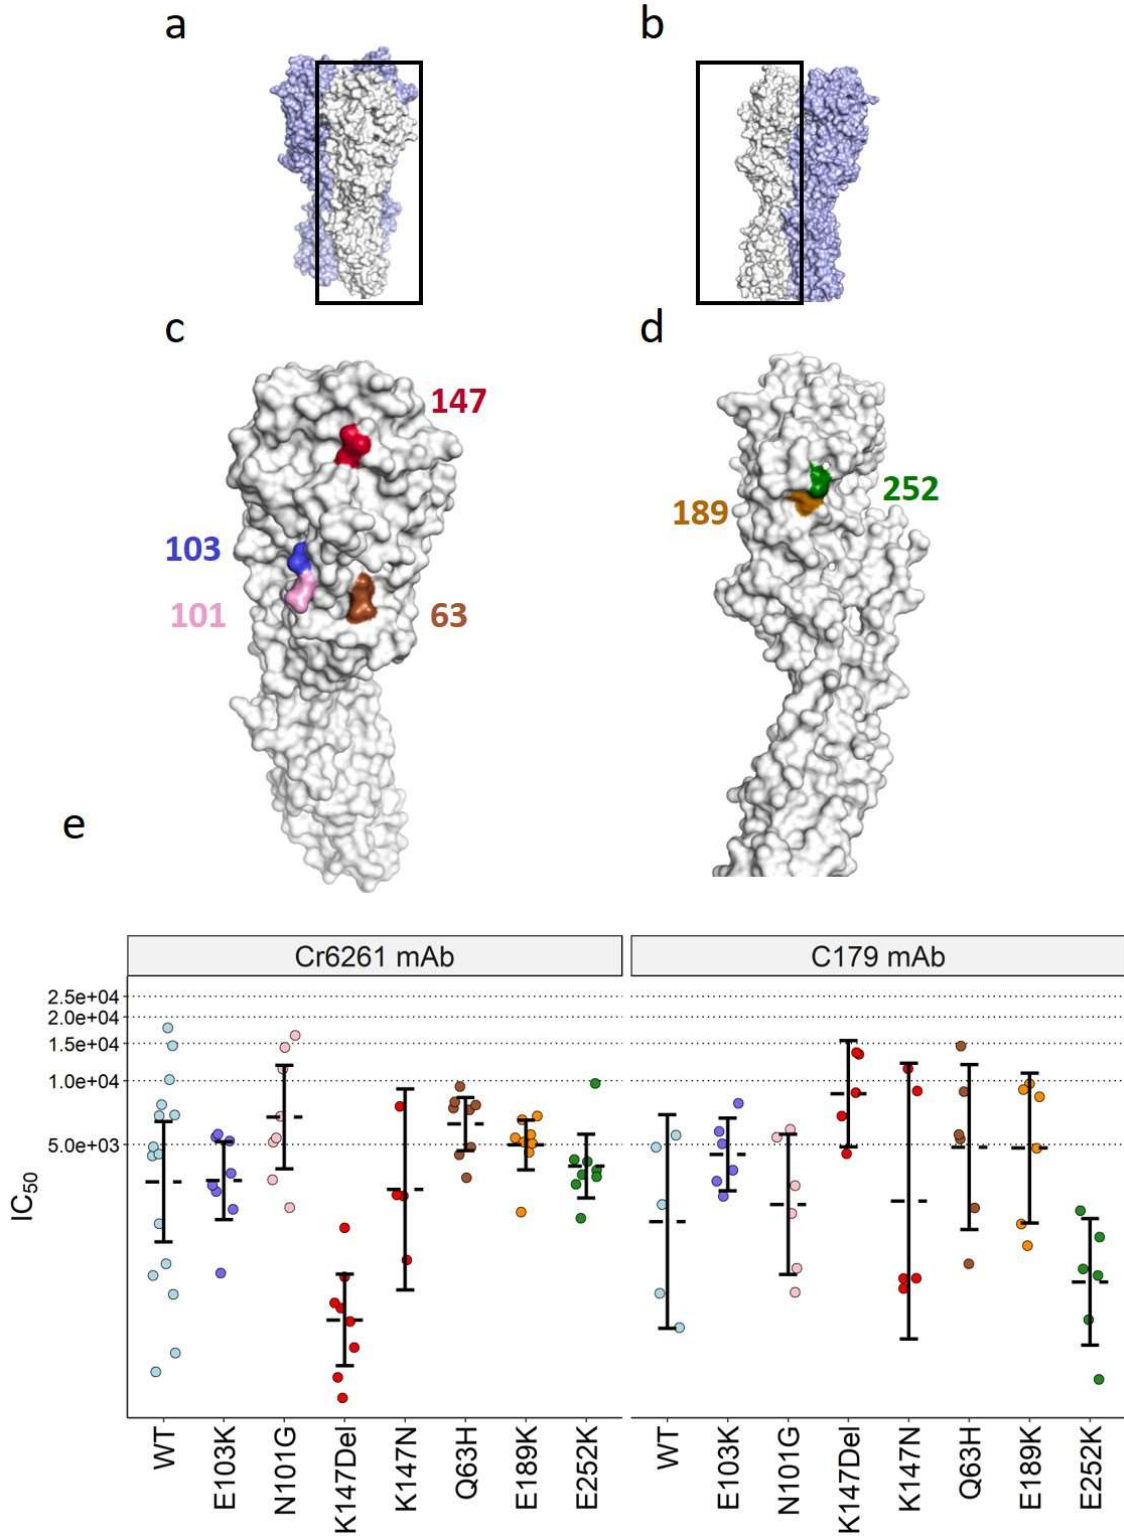 a
b
c
d
147
103
101
63
189
252
e
Cr6261 mAb
C179 mAb
2.5e+04
2.0e+04
1.5e+04
1.0e+04
5.0e+03
IC50
WT
E103K
N101G
K147Del
K147N
Q63H
E189K
E252K
WT
E103K
N101G
K147Del
K147N
Q63H
E189K
E252K